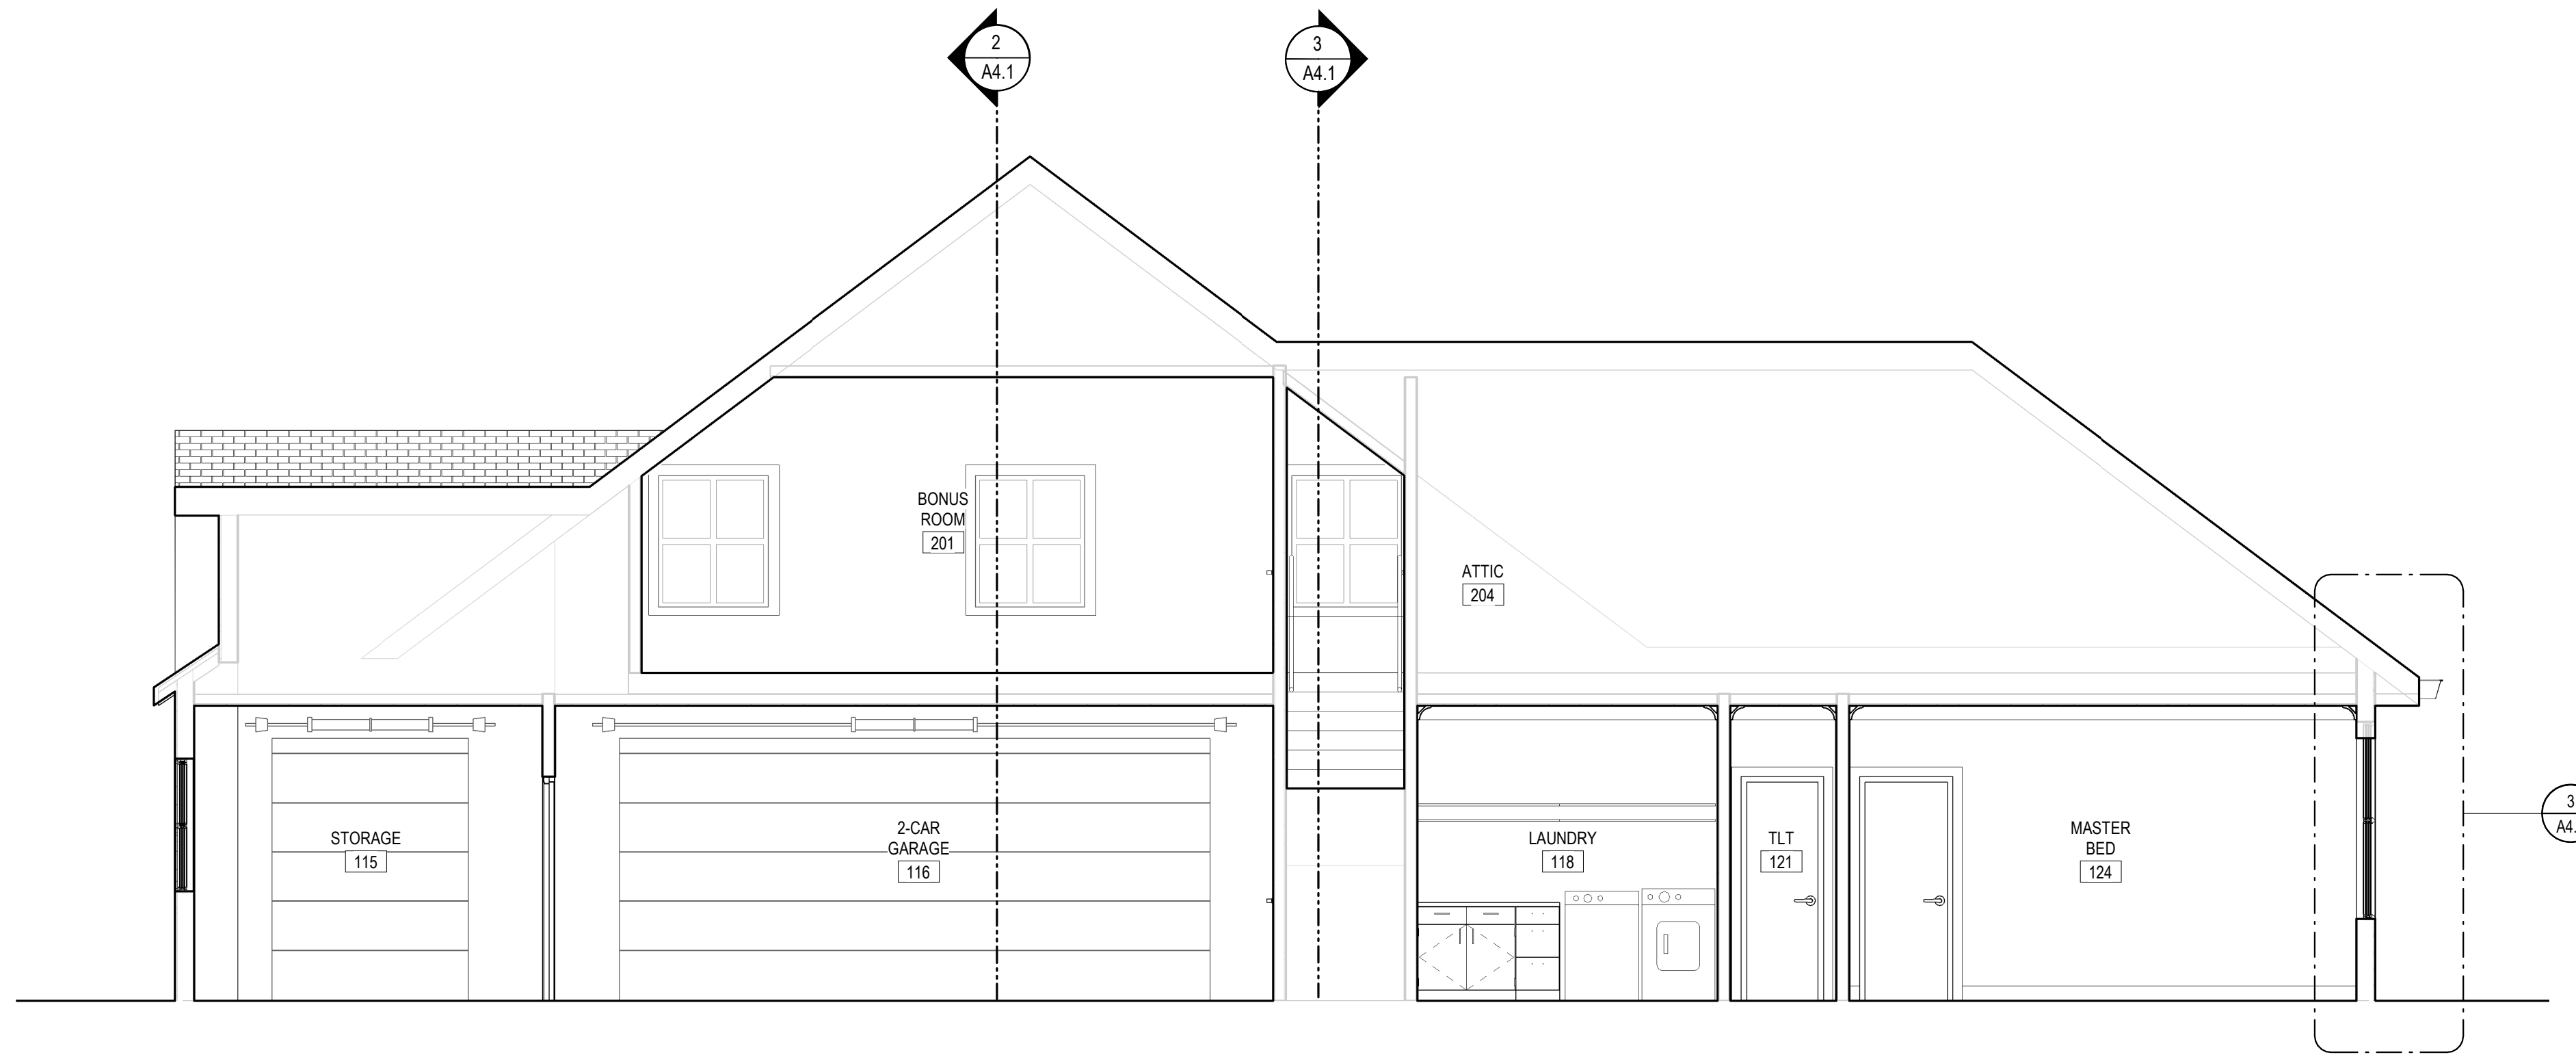 2
A4.1
3
A4.1
BONUS
ROOM
201
ATTIC
204
STORAGE
115
2-CAR
GARAGE
116
LAUNDRY
118
TLT
121
MASTER
BED
124
3
A4.